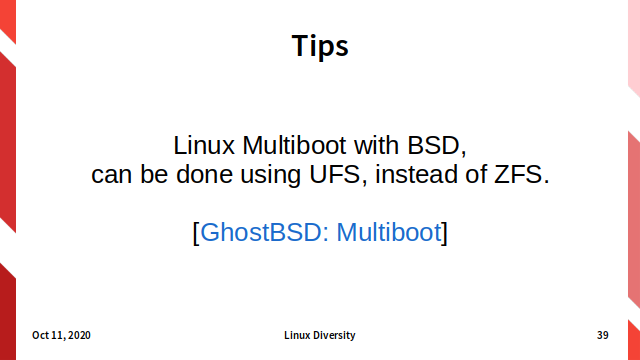 Tips
Linux Multiboot with BSD,
can be done using UFS, instead of ZFS.
[GhostBSD: Multiboot]
Oct 11, 2020
Linux Diversity
39